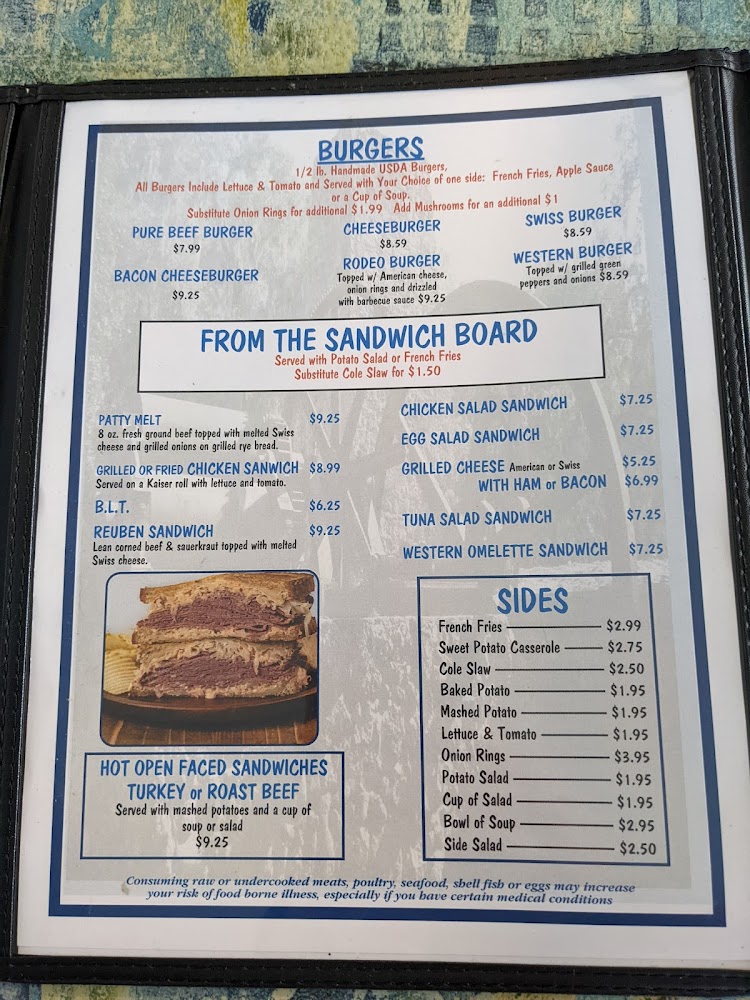 BURGERS
1/2 lb. Handmade USDA Burgers,
All Burgers Include Lettuce & Tomato and Served with Your Choice of one side: French Fries, Apple Sauce
or a Cup of Soup.
Substitute Onion Rings for additional $1.99 Add Mushrooms for an additional $1
PURE BEEF BURGER
$7.99
CHEESEBURGER
$8.59
SWISS BURGER
$8.59
BACON CHEESEBURGER
$9.25
RODEO BURGER
Topped w/ American cheese,
onion rings and drizzled
with barbecue sauce $9.25
WESTERN BURGER
Topped w/ grilled green
peppers and onions $8.59
FROM THE SANDWICH BOARD
Served with Potato Salad or French Fries
Substitute Cole Slaw for $1.50
PATTY MELT $9.25
8 oz. fresh ground beef topped with melted Swiss
cheese and grilled onions on grilled rye bread.
GRILLED OR FRIED CHICKEN SANWICH $8.99
Served on a Kaiser roll with lettuce and tomato.
B.L.T. $6.25
REUBEN SANDWICH $9.25
Lean corned beef & sauerkraut topped with melted
Swiss cheese.
CHICKEN SALAD SANDWICH $7.25
EGG SALAD SANDWICH $7.25
GRILLED CHEESE American or Swiss $5.25
WITH HAM or BACON $6.99
TUNA SALAD SANDWICH $7.25
WESTERN OMELETTE SANDWICH $7.25
HOT OPEN FACED SANDWICHES
TURKEY or ROAST BEEF
Served with mashed potatoes and a cup of
soup or salad
$9.25
SIDES
French Fries $2.99
Sweet Potato Casserole $2.75
Cole Slaw $2.50
Baked Potato $1.95
Mashed Potato $1.95
Lettuce & Tomato $1.95
Onion Rings $3.95
Potato Salad $1.95
Cup of Salad $1.95
Bowl of Soup $2.95
Side Salad $2.50
Consuming raw or undercooked meats, poultry, seafood, shell fish or eggs may increase
your risk of food borne illness, especially if you have certain medical conditions